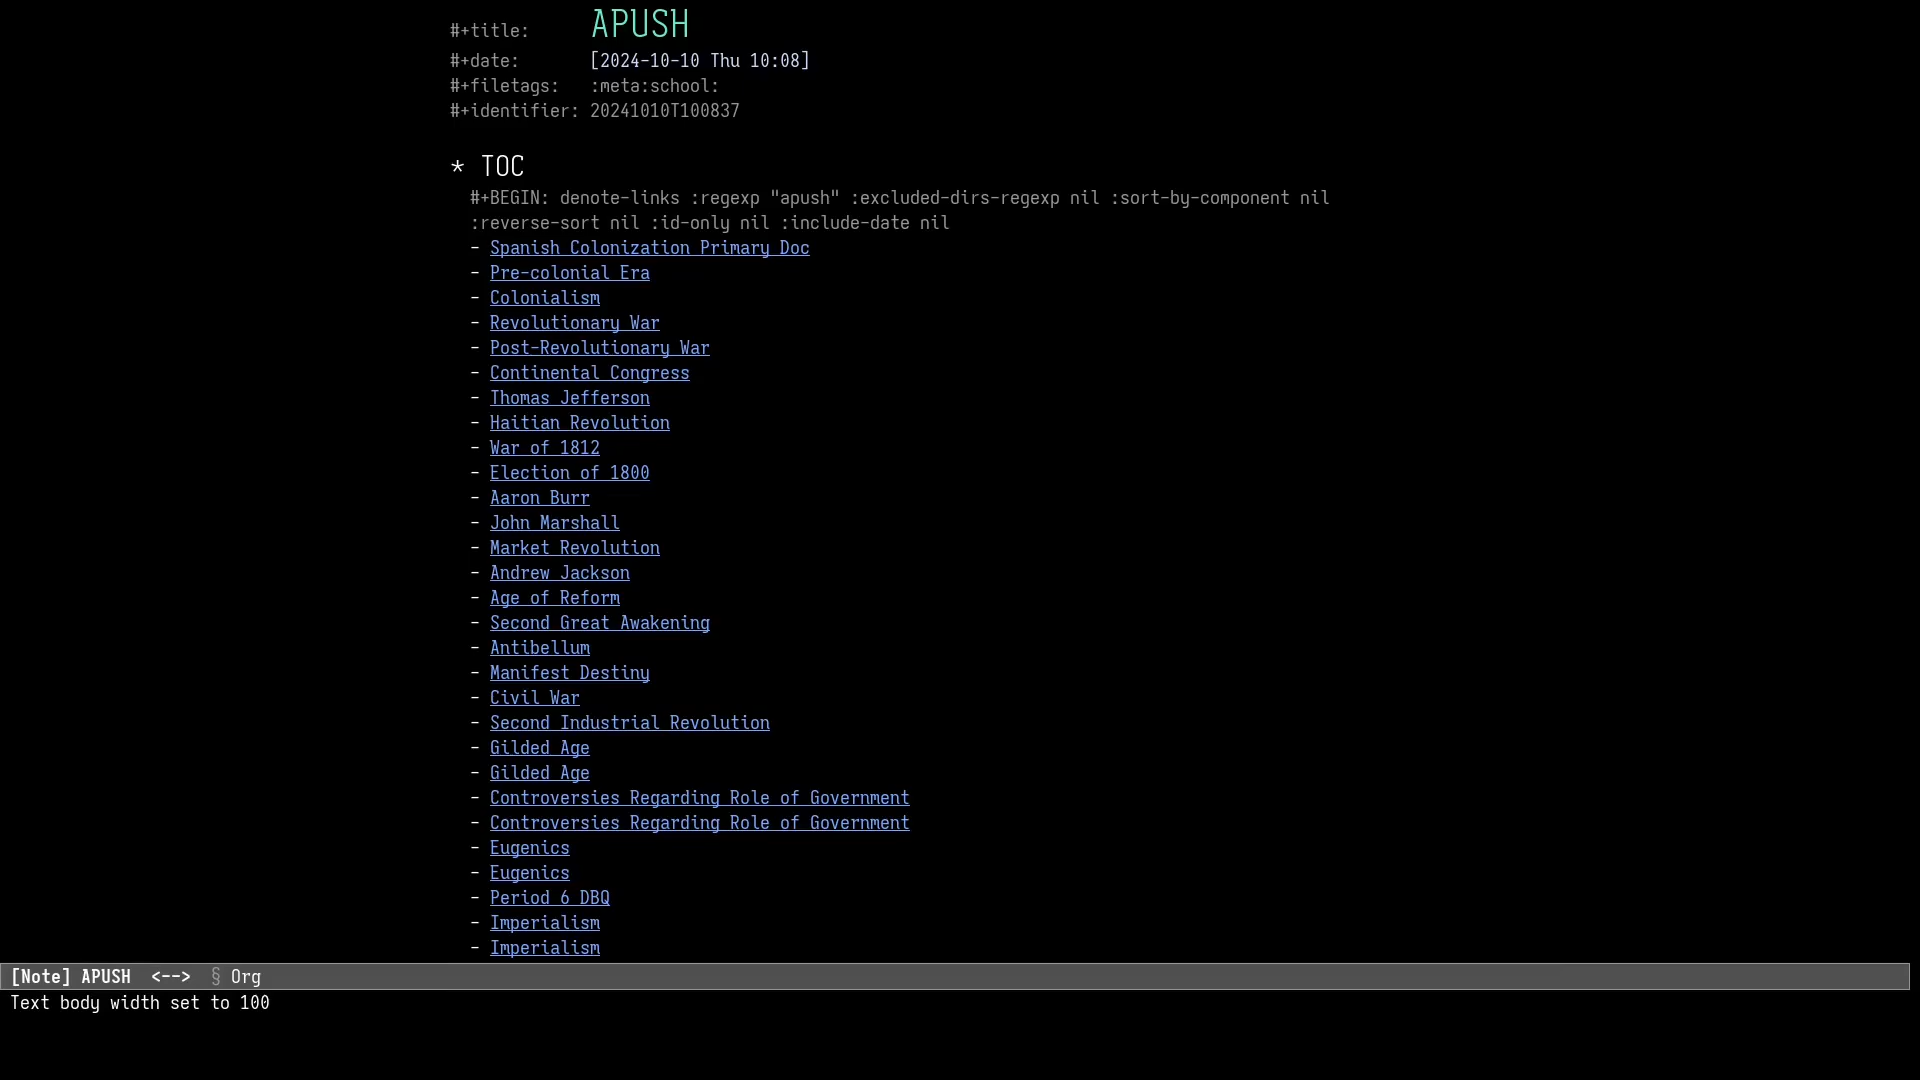 #+title: APUSH
#+date: [2024-10-10 Thu 10:08]
#+filetags: :meta:school:
#+identifier: 20241010T100837
* TOC
#+BEGIN: denote-links :regexp "apush" :excluded-dirs-regexp nil :sort-by-component nil
:reverse-sort nil :id-only nil :include-date nil
- Spanish Colonization Primary Doc
- Pre-colonial Era
- Colonialism
- Revolutionary War
- Post-Revolutionary War
- Continental Congress
- Thomas Jefferson
- Haitian Revolution
- War of 1812
- Election of 1800
- Aaron Burr
- John Marshall
- Market Revolution
- Andrew Jackson
- Age of Reform
- Second Great Awakening
- Antibellum
- Manifest Destiny
- Civil War
- Second Industrial Revolution
- Gilded Age
- Gilded Age
- Controversies Regarding Role of Government
- Controversies Regarding Role of Government
- Eugenics
- Eugenics
- Period 6 DBQ
- Imperialism
- Imperialism
[Note] APUSH <--> § Org
Text body width set to 100